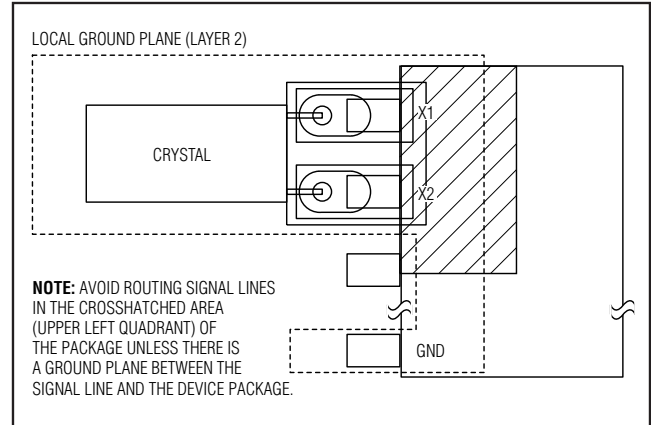 LOCAL GROUND PLANE (LAYER 2)
X1
CRYSTAL
X2
NOTE: AVOID ROUTING SIGNAL LINES
IN THE CROSSHATCHED AREA
(UPPER LEFT QUADRANT) OF
THE PACKAGE UNLESS THERE IS
A GROUND PLANE BETWEEN THE
SIGNAL LINE AND THE DEVICE PACKAGE.
GND